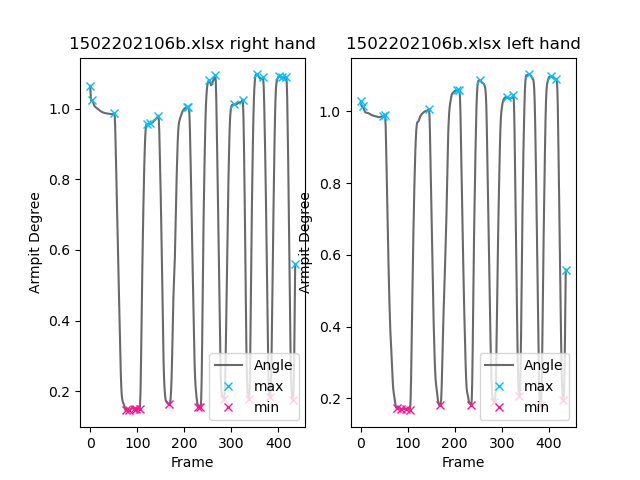 1502202106b.xlsx right hand
1.0
0.8
0.6
0.4
0.2
Armpit Degree
0
100
200
300
400
Frame
Angle
max
min
1502202106b.xlsx left hand
1.0
0.8
0.6
0.4
0.2
Armpit Degree
0
100
200
300
400
Frame
Angle
max
min